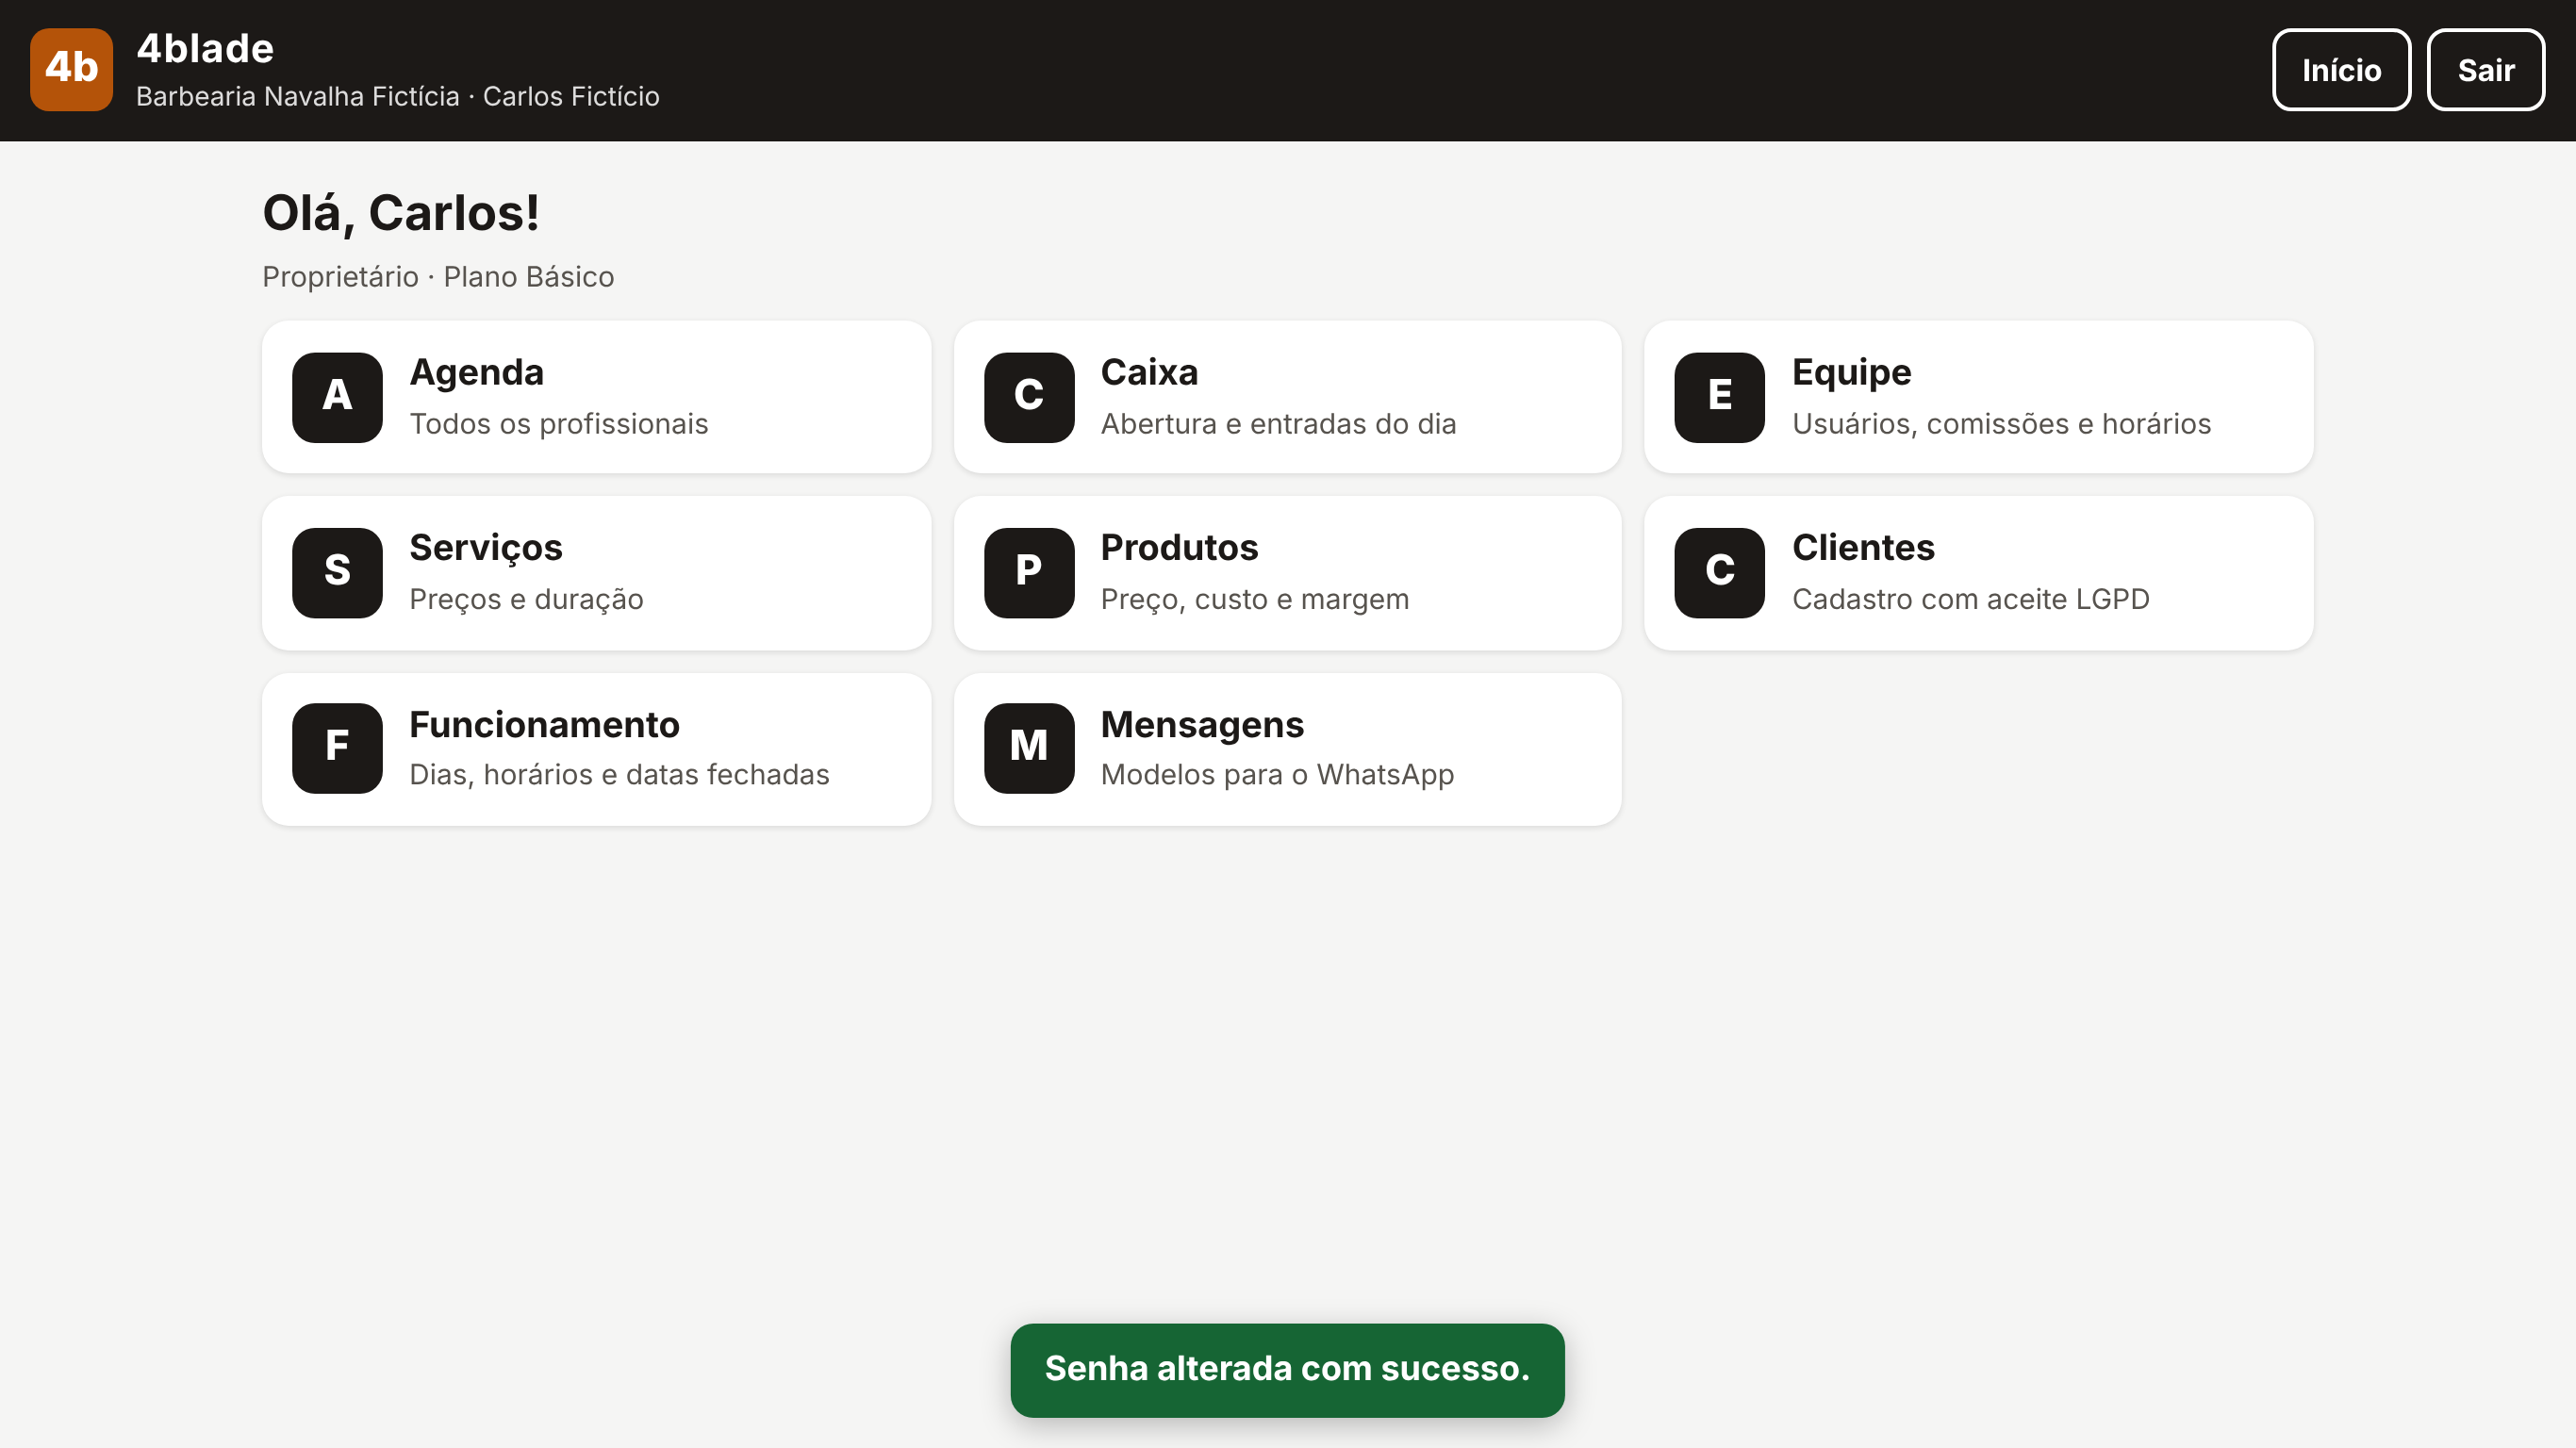 4b
4blade
Barbearia Navalha Fictícia · Carlos Fictício
Início
Sair
Olá, Carlos!
Proprietário · Plano Básico
A
Agenda
Todos os profissionais
C
Caixa
Abertura e entradas do dia
E
Equipe
Usuários, comissões e horários
S
Serviços
Preços e duração
P
Produtos
Preço, custo e margem
C
Clientes
Cadastro com aceite LGPD
F
Funcionamento
Dias, horários e datas fechadas
M
Mensagens
Modelos para o WhatsApp
Senha alterada com sucesso.